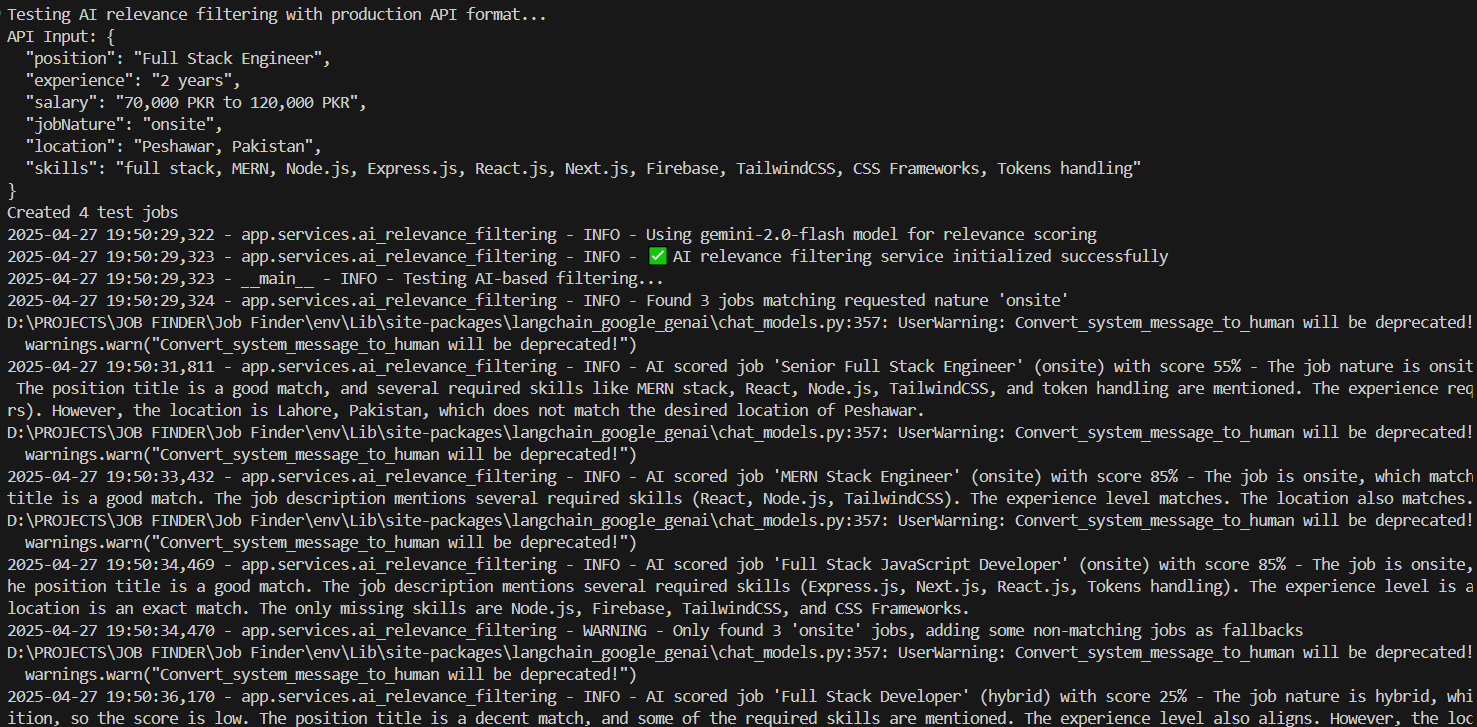 Testing AI relevance filtering with production API format...
API Input: {
  "position": "Full Stack Engineer",
  "experience": "2 years",
  "salary": "70,000 PKR to 120,000 PKR",
  "jobNature": "onsite",
  "location": "Peshawar, Pakistan",
  "skills": "full stack, MERN, Node.js, Express.js, React.js, Next.js, Firebase, TailwindCSS, CSS Frameworks, Tokens handling"
}
Created 4 test jobs
2025-04-27 19:50:29,322 - app.services.ai_relevance_filtering - INFO - Using gemini-2.0-flash model for relevance scoring
2025-04-27 19:50:29,323 - app.services.ai_relevance_filtering - INFO - ✅ AI relevance filtering service initialized successfully
2025-04-27 19:50:29,323 - __main__ - INFO - Testing AI-based filtering...
2025-04-27 19:50:29,324 - app.services.ai_relevance_filtering - INFO - Found 3 jobs matching requested nature 'onsite'
D:\PROJECTS\JOB FINDER\Job Finder\env\Lib\site-packages\langchain_google_genai\chat_models.py:357: UserWarning: Convert_system_message_to_human will be deprecated!
  warnings.warn("Convert_system_message_to_human will be deprecated!")
2025-04-27 19:50:31,811 - app.services.ai_relevance_filtering - INFO - AI scored job 'Senior Full Stack Engineer' (onsite) with score 55% - The job nature is onsit
 The position title is a good match, and several required skills like MERN stack, React, Node.js, TailwindCSS, and token handling are mentioned. The experience req
rs). However, the location is Lahore, Pakistan, which does not match the desired location of Peshawar.
D:\PROJECTS\JOB FINDER\Job Finder\env\Lib\site-packages\langchain_google_genai\chat_models.py:357: UserWarning: Convert_system_message_to_human will be deprecated!
  warnings.warn("Convert_system_message_to_human will be deprecated!")
2025-04-27 19:50:33,432 - app.services.ai_relevance_filtering - INFO - AI scored job 'MERN Stack Engineer' (onsite) with score 85% - The job is onsite, which match
title is a good match. The job description mentions several required skills (React, Node.js, TailwindCSS). The experience level matches. The location also matches.
D:\PROJECTS\JOB FINDER\Job Finder\env\Lib\site-packages\langchain_google_genai\chat_models.py:357: UserWarning: Convert_system_message_to_human will be deprecated!
  warnings.warn("Convert_system_message_to_human will be deprecated!")
2025-04-27 19:50:34,469 - app.services.ai_relevance_filtering - INFO - AI scored job 'Full Stack JavaScript Developer' (onsite) with score 85% - The job is onsite,
he position title is a good match. The job description mentions several required skills (Express.js, Next.js, React.js, Tokens handling). The experience level is a
location is an exact match. The only missing skills are Node.js, Firebase, TailwindCSS, and CSS Frameworks.
2025-04-27 19:50:34,470 - app.services.ai_relevance_filtering - WARNING - Only found 3 'onsite' jobs, adding some non-matching jobs as fallbacks
D:\PROJECTS\JOB FINDER\Job Finder\env\Lib\site-packages\langchain_google_genai\chat_models.py:357: UserWarning: Convert_system_message_to_human will be deprecated!
  warnings.warn("Convert_system_message_to_human will be deprecated!")
2025-04-27 19:50:36,170 - app.services.ai_relevance_filtering - INFO - AI scored job 'Full Stack Developer' (hybrid) with score 25% - The job nature is hybrid, whi
ition, so the score is low. The position title is a decent match, and some of the required skills are mentioned. The experience level also aligns. However, the loc